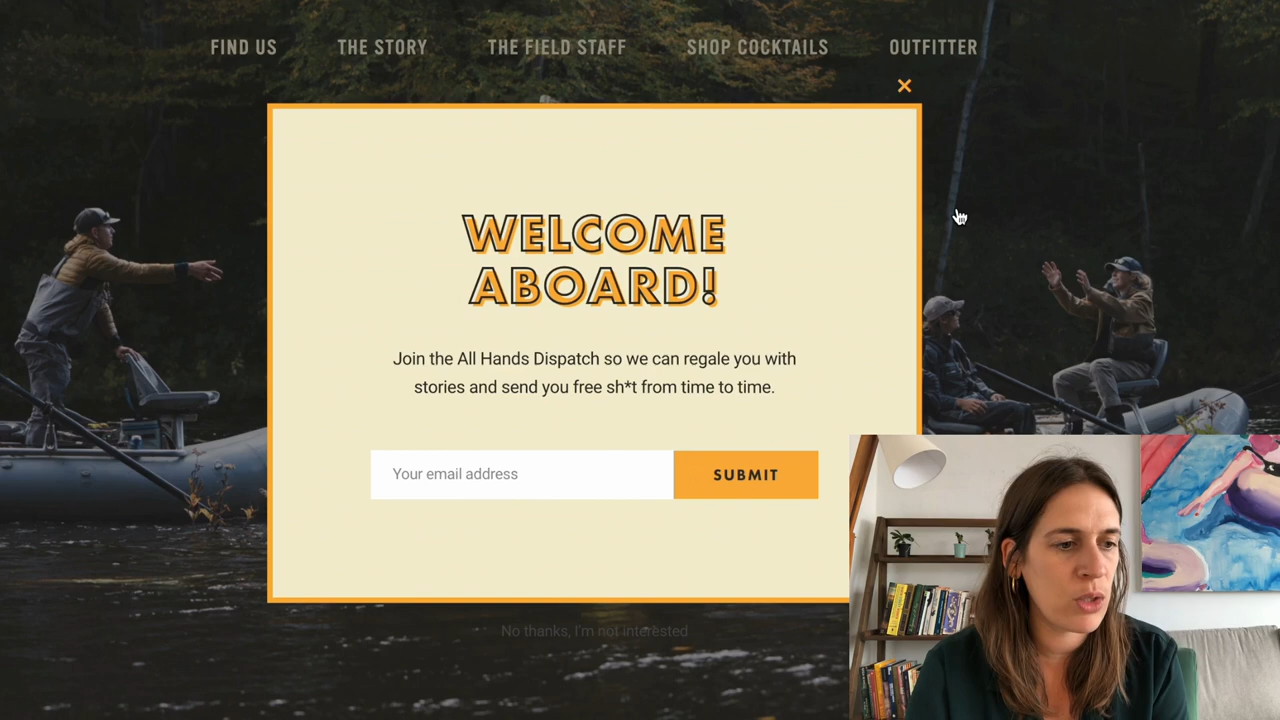 FIND US
THE STORY
THE FIELD STAFF
SHOP COCKTAILS
OUTFITTER
WELCOME
ABOARD!
Join the All Hands Dispatch so we can regale you with
stories and send you free sh*t from time to time.
Your email address
SUBMIT
No thanks, I'm not interested